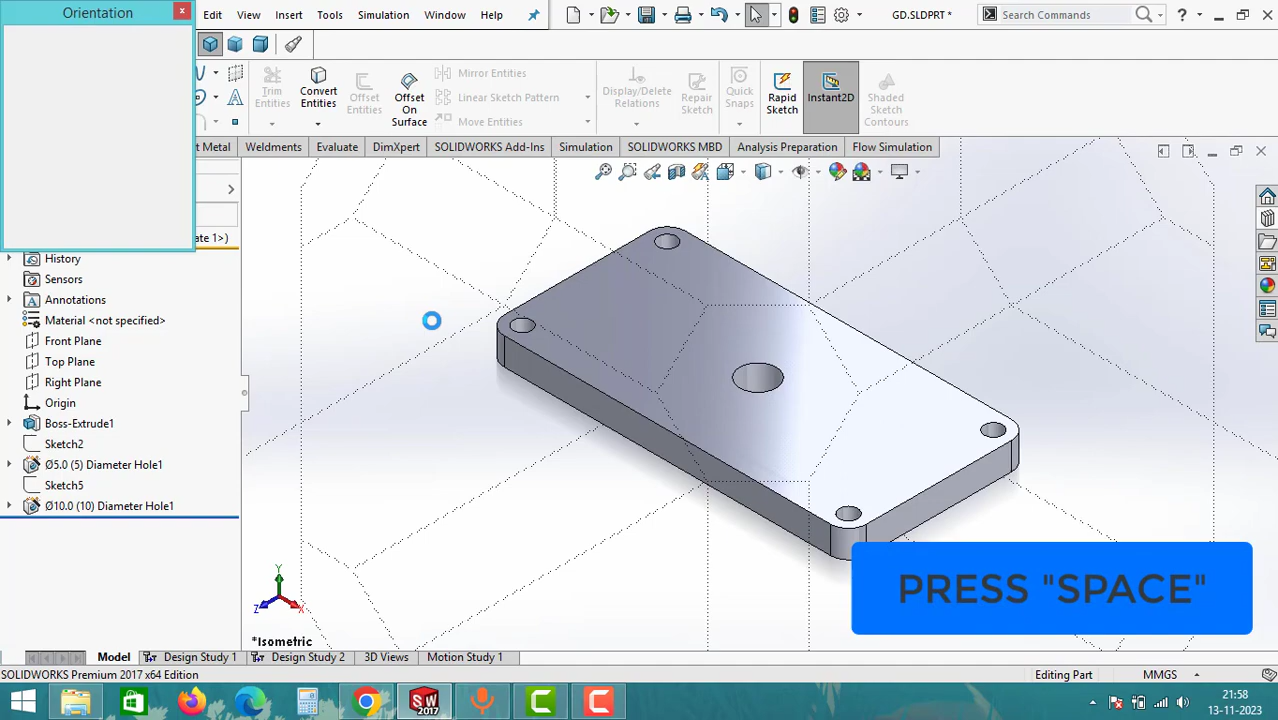 Orientation
Edit
View
Insert
Tools
Simulation
Window
Help
GD.SLDPRT
Search Commands
Trim Entities
Convert Entities
Offset Entities
Offset On Surface
Mirror Entities
Linear Sketch Pattern
Move Entities
Display/Delete Relations
Repair Sketch
Quick Snaps
Rapid Sketch
Instant2D
Shaded Sketch Contours
t Metal
Weldments
Evaluate
DimXpert
SOLIDWORKS Add-Ins
Simulation
SOLIDWORKS MBD
Analysis Preparation
Flow Simulation
ate 1>)
History
Sensors
Annotations
Material <not specified>
Front Plane
Top Plane
Right Plane
Origin
Boss-Extrude1
Sketch2
Ø5.0 (5) Diameter Hole1
Sketch5
Ø10.0 (10) Diameter Hole1
Y
Z
X
*Isometric
PRESS "SPACE"
Model
Design Study 1
Design Study 2
3D Views
Motion Study 1
SOLIDWORKS Premium 2017 x64 Edition
Editing Part
MMGS
SW
2017
21:58
13-11-2023